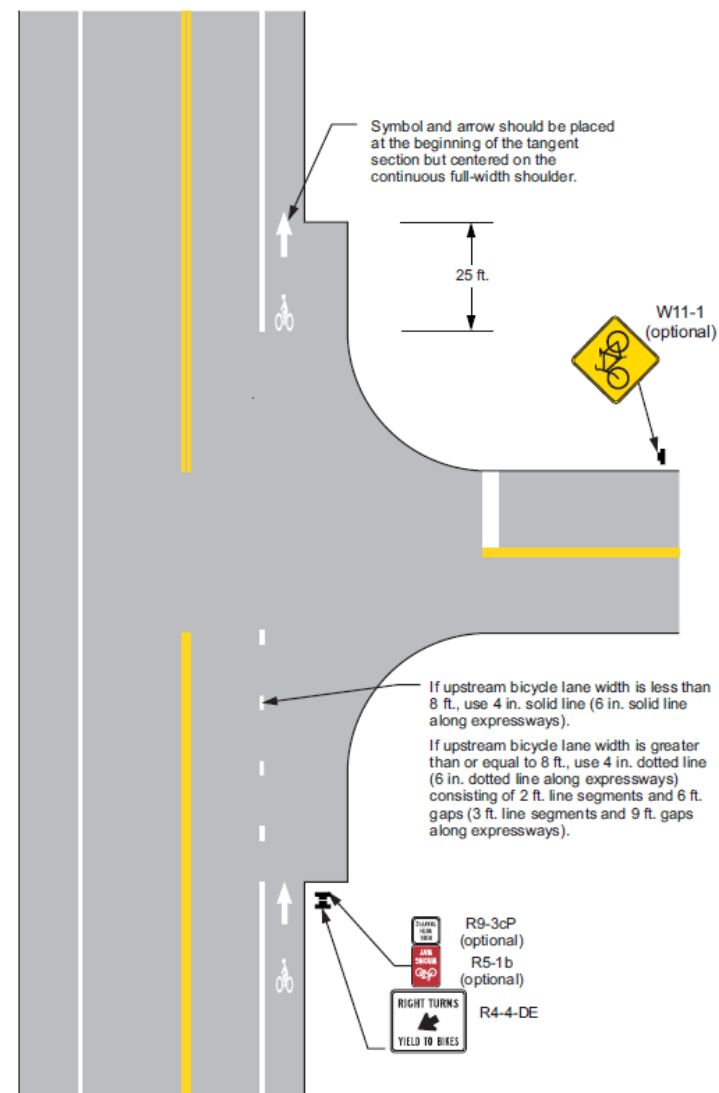 Symbol and arrow should be placed
at the beginning of the tangent
section but centered on the
continuous full-width shoulder.
25 ft.
W11-1
(optional)
If upstream bicycle lane width is less than
8 ft., use 4 in. solid line (6 in. solid line
along expressways).
If upstream bicycle lane width is greater
than or equal to 8 ft., use 4 in. dotted line
(6 in. dotted line along expressways)
consisting of 2 ft. line segments and 6 ft.
gaps (3 ft. line segments and 9 ft. gaps
along expressways).
R9-3cP
(optional)
WRONG
WAY
RIDE
WITH
TRAFFIC
R5-1b
(optional)
RIGHT TURNS
YIELD TO BIKES
R4-4-DE